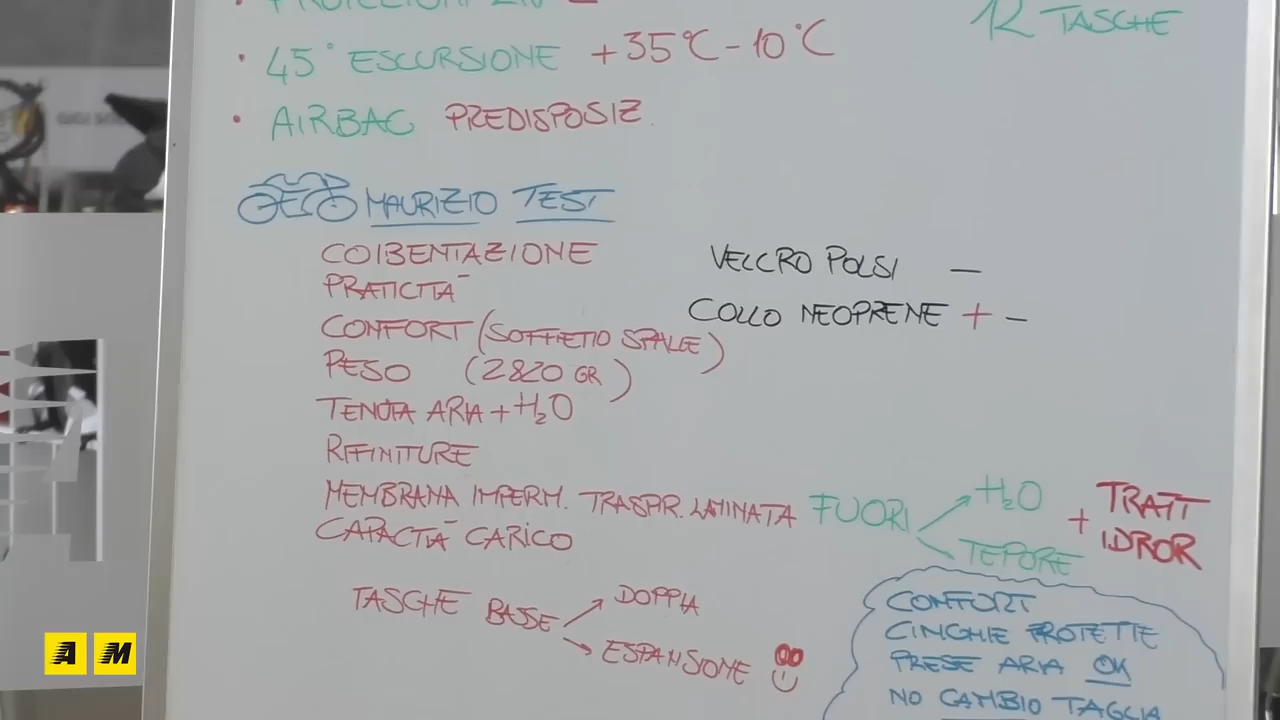 12 TASCHE
• 45° ESCURSIONE +35°C -10°C
• AIRBAG PREDISPOSIZ.
MAURIZIO TEST
COIBENTAZIONE
PRATICITÀ
CONFORT (SOFFIETTO SPALLE)
PESO (2820 GR)
TENUTA ARIA + H₂O
RIFINITURE
MEMBRANA IMPERM. TRASPR. LAMINATA FUORI H₂O
TEPORE
+ TRATT
IDROR
CAPACITÀ CARICO
TASCHE BASSE DOPPIA
ESPANSIONE
VELCRO POLSI —
COLLO NEOPRENE + -
CONFORT
CINGHIE PROTETTE
PRESE ARIA OK
NO CAMBIO TAGLIA
AM